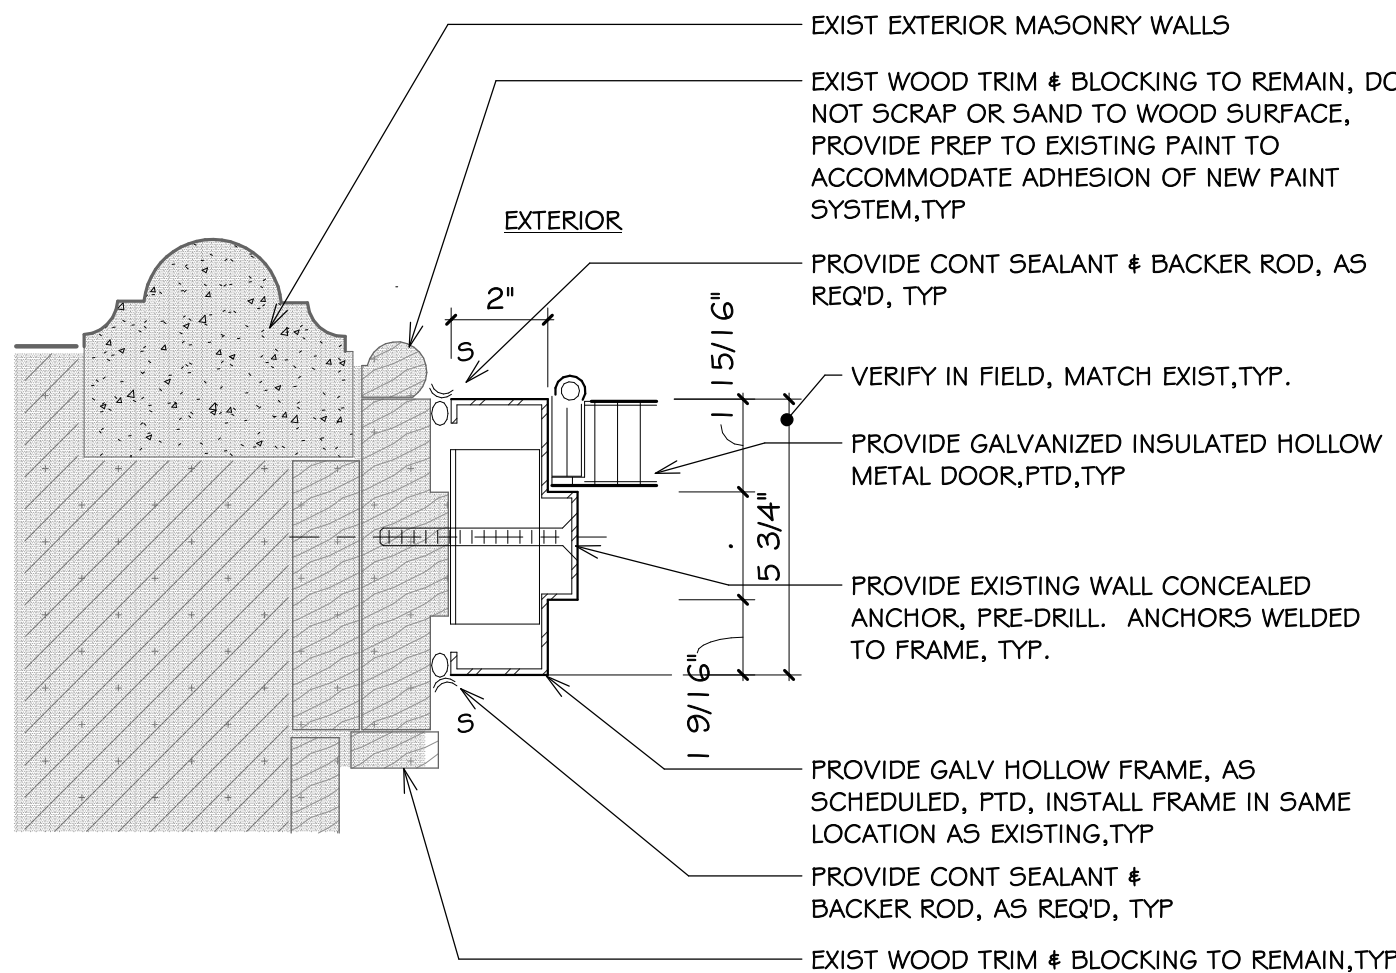 EXIST EXTERIOR MASONRY WALLS
EXIST WOOD TRIM & BLOCKING TO REMAIN, DO
NOT SCRAP OR SAND TO WOOD SURFACE,
PROVIDE PREP TO EXISTING PAINT TO
ACCOMMODATE ADHESION OF NEW PAINT
SYSTEM,TYP
EXTERIOR
PROVIDE CONT SEALANT & BACKER ROD, AS
REQ'D, TYP
2"
S
1 15/16"
VERIFY IN FIELD, MATCH EXIST,TYP.
PROVIDE GALVANIZED INSULATED HOLLOW
METAL DOOR,PTD,TYP
5 3/4"
PROVIDE EXISTING WALL CONCEALED
ANCHOR, PRE-DRILL. ANCHORS WELDED
TO FRAME, TYP.
1 9/16"
S
PROVIDE GALV HOLLOW FRAME, AS
SCHEDULED, PTD, INSTALL FRAME IN SAME
LOCATION AS EXISTING,TYP
PROVIDE CONT SEALANT &
BACKER ROD, AS REQ'D, TYP
EXIST WOOD TRIM & BLOCKING TO REMAIN,TYP